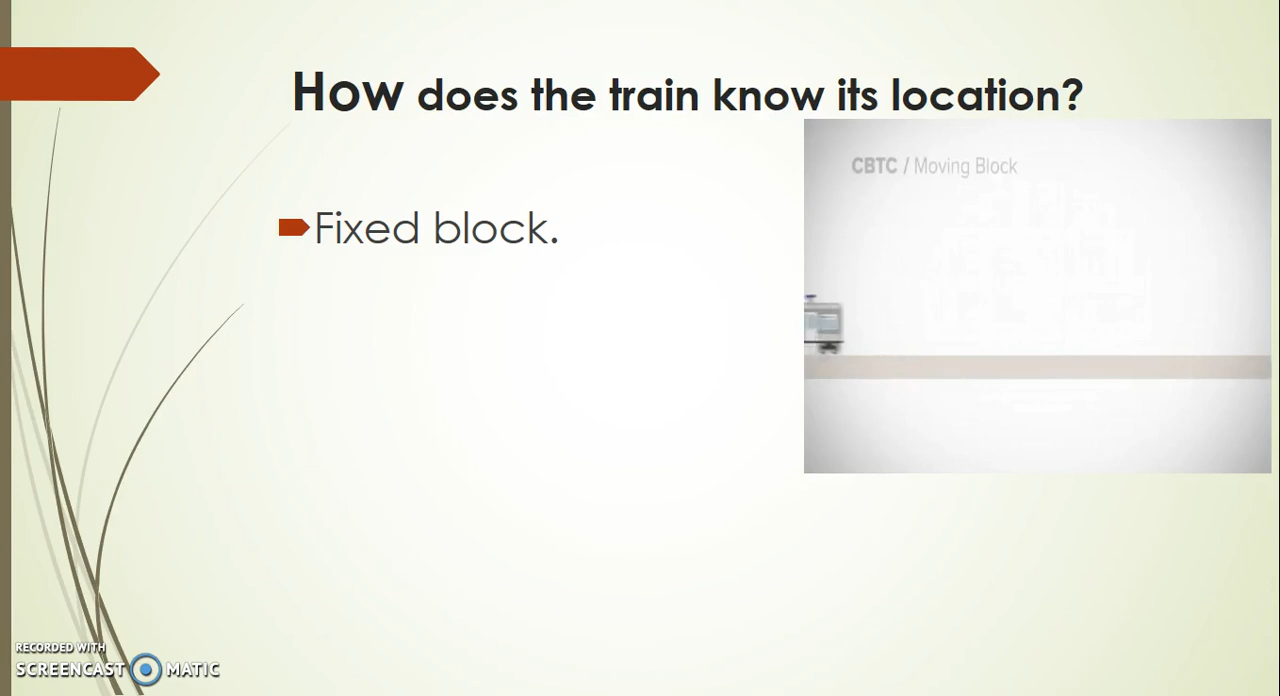 How does the train know its location?
CBTC / Moving Block
Fixed block.
RECORDED WITH
SCREENCAST MATIC